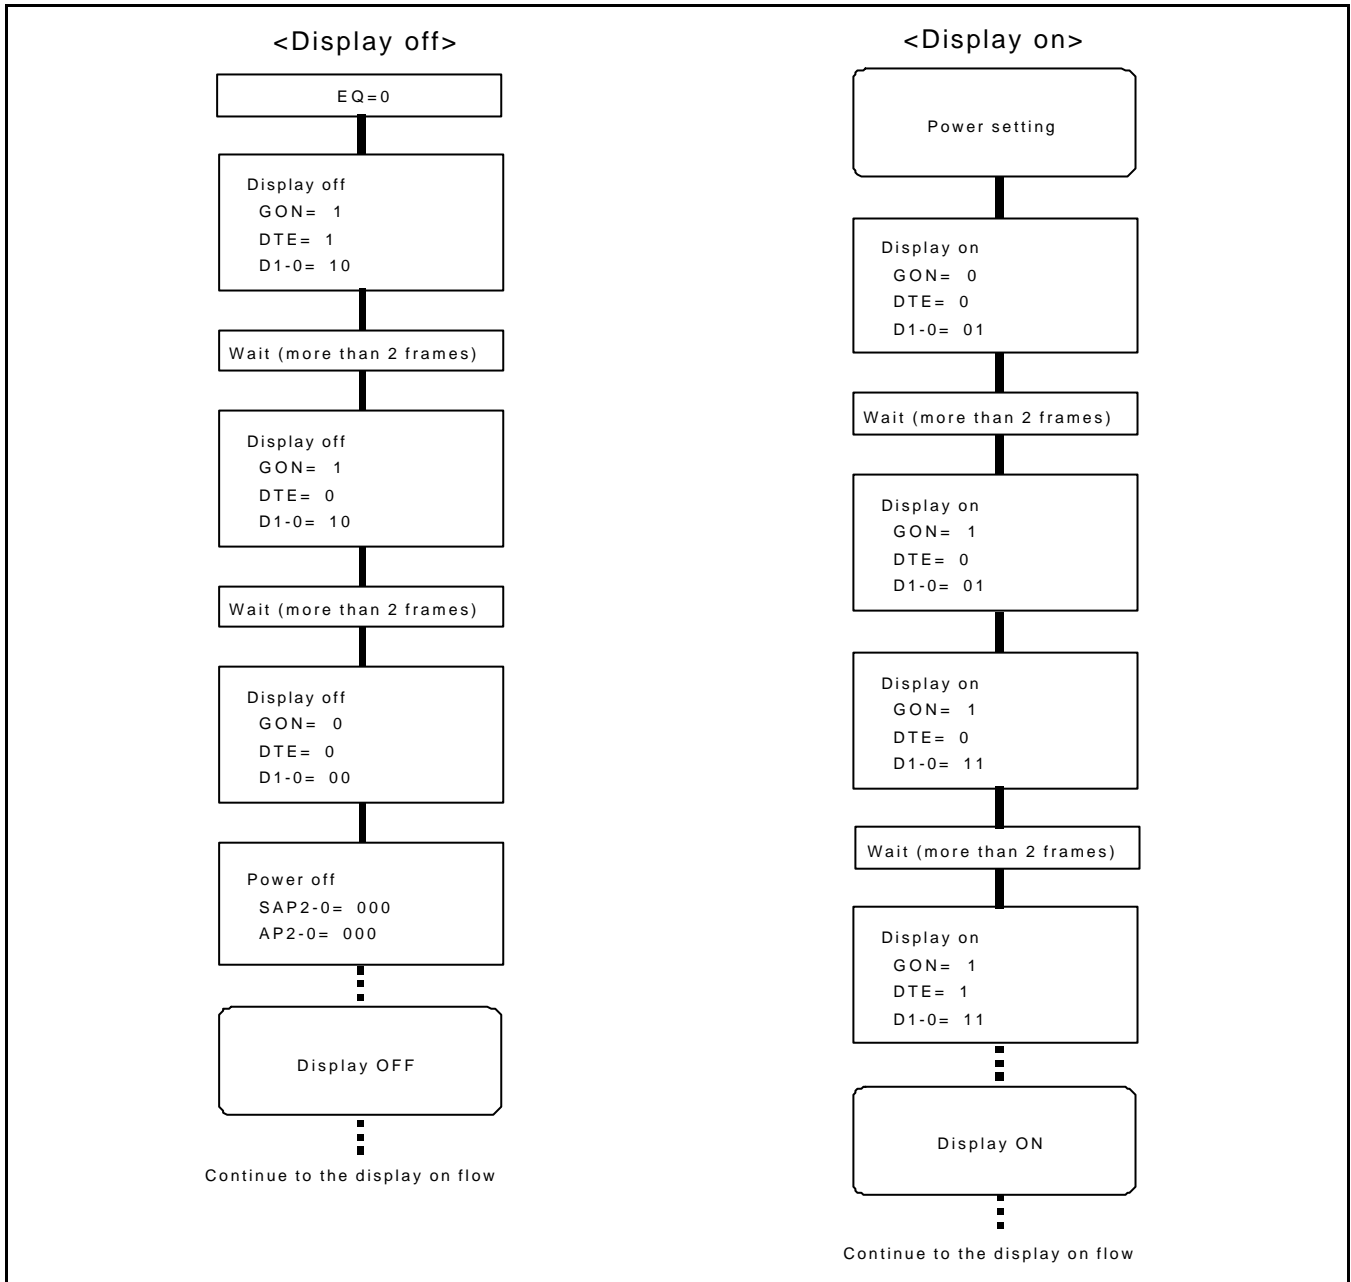 <Display off>
EQ=0
Display off
GON= 1
DTE= 1
D1-0= 10
Wait (more than 2 frames)
Display off
GON= 1
DTE= 0
D1-0= 10
Wait (more than 2 frames)
Display off
GON= 0
DTE= 0
D1-0= 00
Power off
SAP2-0= 000
AP2-0= 000
Display OFF
Continue to the display on flow
<Display on>
Power setting
Display on
GON= 0
DTE= 0
D1-0= 01
Wait (more than 2 frames)
Display on
GON= 1
DTE= 0
D1-0= 01
Display on
GON= 1
DTE= 0
D1-0= 11
Wait (more than 2 frames)
Display on
GON= 1
DTE= 1
D1-0= 11
Display ON
Continue to the display on flow